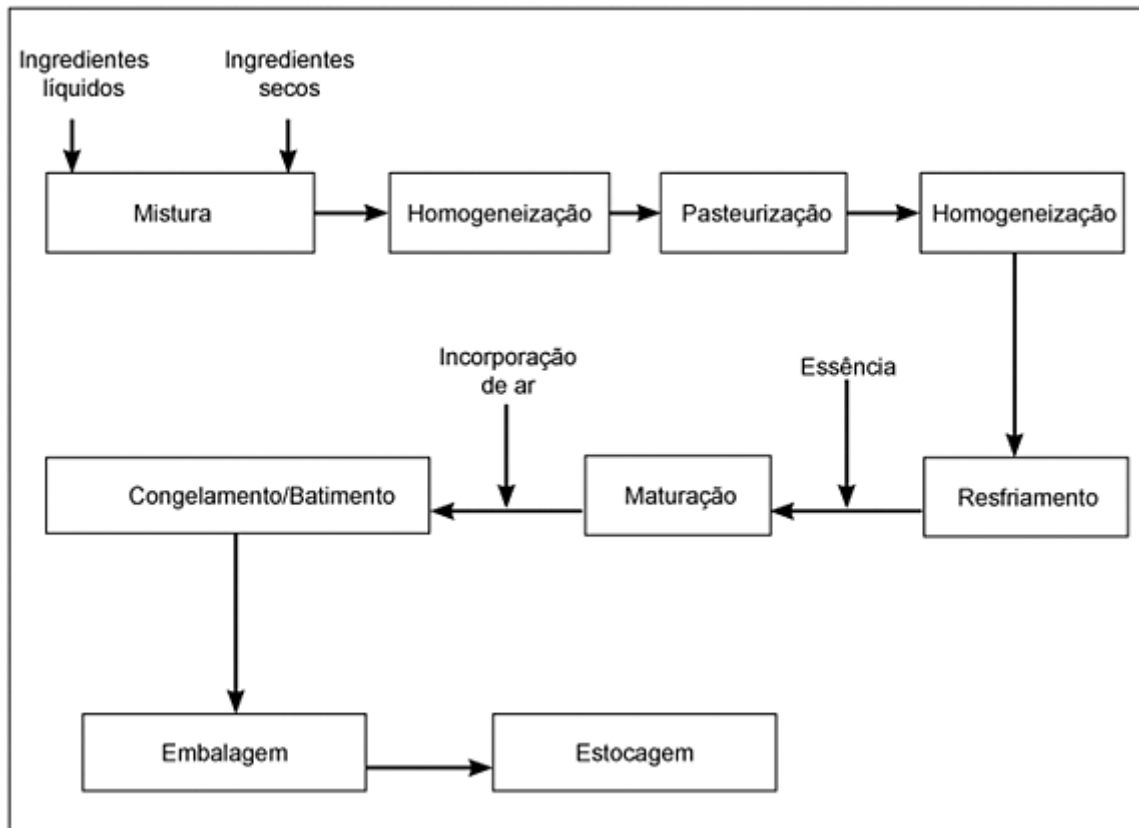 Ingredientes
líquidos
Ingredientes
secos
Mistura
Homogeneização
Pasteurização
Homogeneização
Incorporação
de ar
Essência
Congelamento/Batimento
Maturação
Resfriamento
Embalagem
Estocagem